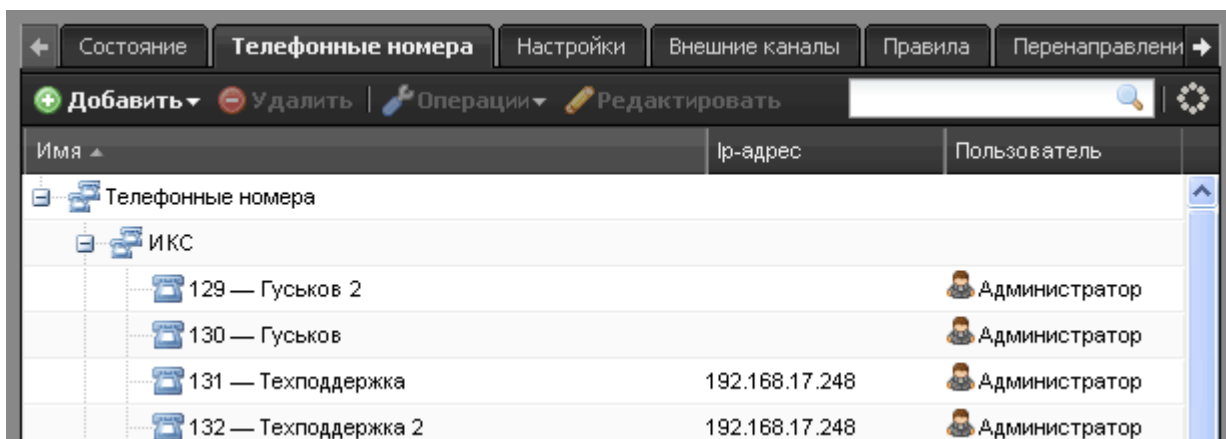 Состояние Телефонные номера Настройки Внешние каналы Правила Перенаправлени
Добавить Удалить Операции Редактировать
Имя Ip-адрес Пользователь
Телефонные номера
ИКС
129 — Гуськов 2 Администратор
130 — Гуськов Администратор
131 — Техподдержка 192.168.17.248 Администратор
132 — Техподдержка 2 192.168.17.248 Администратор